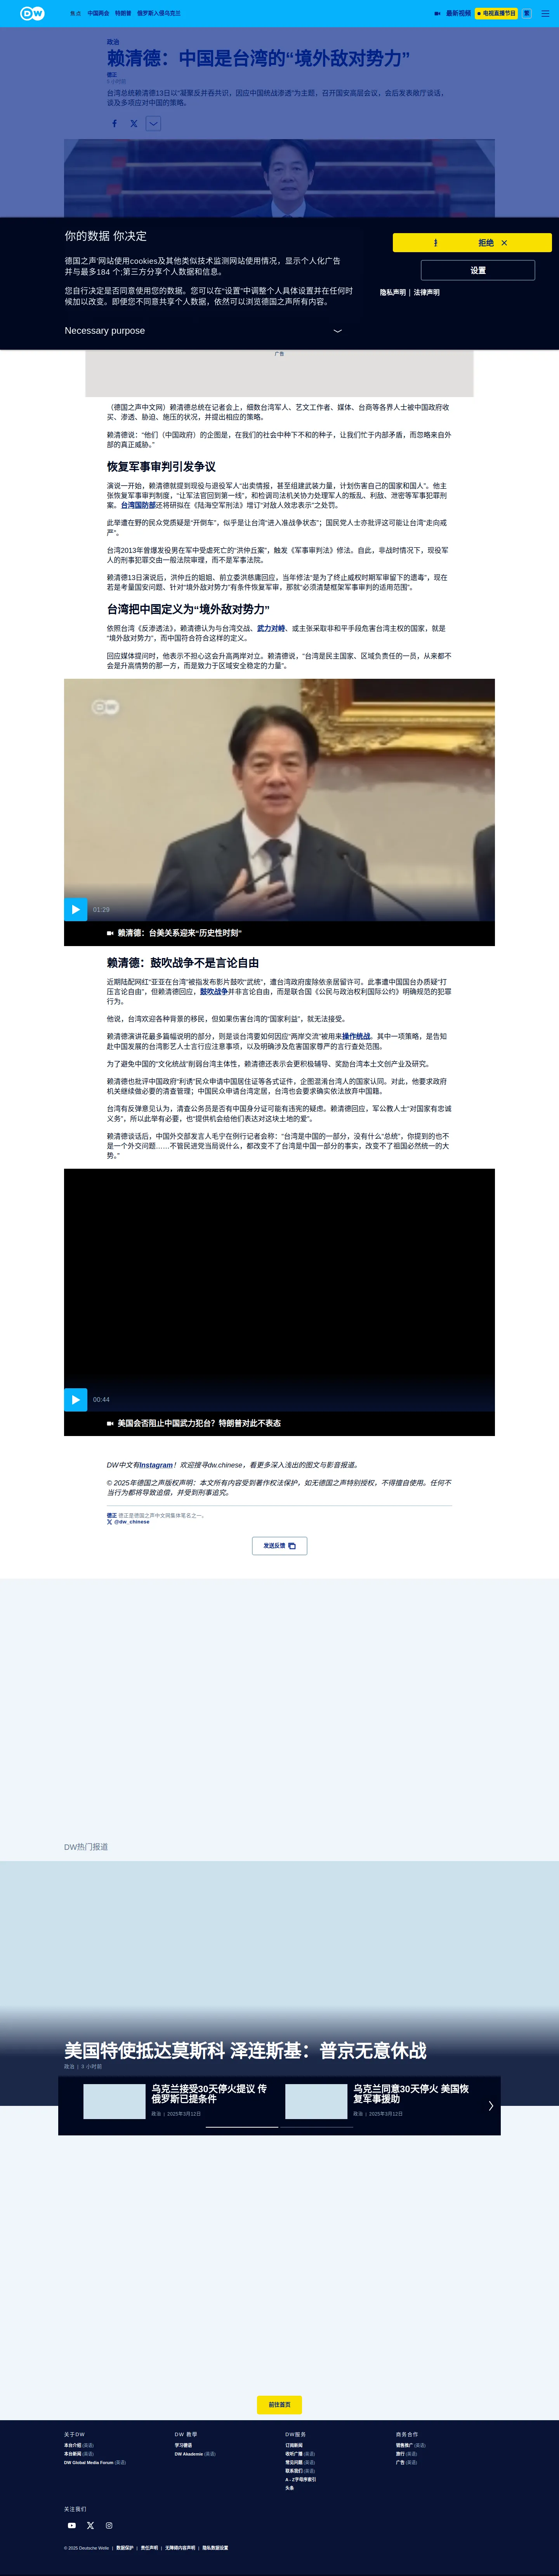 DW
焦点 中国两会 特朗普 俄罗斯入侵乌克兰
最新视频 电视直播节目 繁
政治
赖清德：中国是台湾的“境外敌对势力”
德正
台湾总统赖清德13日以“凝聚反并吞共识，因应中国统战渗透”为主题，召开国安高层会议，会后发表敞厅谈话，
谈及多项应对中国的策略。
你的数据 你决定
德国之声'网站使用cookies及其他类似技术监测网站使用情况，显示个人化广告
并与最多184 个;第三方分享个人数据和信息。
您自行决定是否同意使用您的数据。您可以在“设置”中调整个人具体设置并在任何时
候加以改变。即便您不同意共享个人数据，依然可以浏览德国之声所有内容。
Necessary purpose
拒绝
设置
隐私声明 | 法律声明
广告
（德国之声中文网）赖清德总统在记者会上，细数台湾军人、艺文工作者、媒体、台商等各界人士被中国政府收
买、渗透、胁迫、施压的状况，并提出相应的策略。
赖清德说：“他们（中国政府）的企图是，在我们的社会中种下不和的种子，让我们忙于内部矛盾，而忽略来自外
部的真正威胁。”
恢复军事审判引发争议
演说一开始，赖清德就提到现役与退役军人“出卖情报，甚至组建武装力量，计划伤害自己的国家和国人”。他主
张恢复军事审判制度，“让军法官回到第一线”，和检调司法机关协力处理军人的叛乱、利敌、泄密等军事犯罪刑
案。台湾国防部还将研拟在《陆海空军刑法》增订“对敌人效忠表示”之处罚。
此举遭在野的民众党质疑是“开倒车”，似乎是让台湾“进入准战争状态”；国民党人士亦批评这可能让台湾“走向戒
严”。
台湾2013年曾爆发役男在军中受虐死亡的“洪仲丘案”，触发《军事审判法》修法。自此，非战时情况下，现役军
人的刑事犯罪交由一般法院审理，而不是军事法院。
赖清德13日演说后，洪仲丘的姐姐、前立委洪慈庸回应，当年修法“是为了终止威权时期军审留下的遗毒”，现在
若是考量国安问题、针对“境外敌对势力”有条件恢复军审，那就“必须清楚框架军事审判的适用范围”。
台湾把中国定义为“境外敌对势力”
依照台湾《反渗透法》，赖清德认为与台湾交战、武力对峙、或主张采取非和平手段危害台湾主权的国家，就是
“境外敌对势力”，而中国符合符合这样的定义。
回应媒体提问时，他表示不担心这会升高两岸对立。赖清德说，“台湾是民主国家、区域负责任的一员，从来都不
会是升高情势的那一方，而是致力于区域安全稳定的力量”。
DW
01:29
赖清德：台美关系迎来“历史性时刻”
赖清德：鼓吹战争不是言论自由
近期陆配网红“亚亚在台湾”被指发布影片鼓吹“武统”，遭台湾政府废除依亲居留许可。此事遭中国国台办质疑“打
压言论自由”，但赖清德回应，鼓吹战争并非言论自由，而是联合国《公民与政治权利国际公约》明确规范的犯罪
行为。
他说，台湾欢迎各种背景的移民，但如果伤害台湾的“国家利益”，就无法接受。
赖清德演讲花最多篇幅说明的部分，则是谈台湾要如何因应“两岸交流”被用来操作统战。其中一项策略，是告知
赴中国发展的台湾影艺人士言行应注意事项，以及明确涉及危害国家尊严的言行查处范围。
为了避免中国的“文化统战”削弱台湾主体性，赖清德还表示会更积极辅导、奖励台湾本土文创产业及研究。
赖清德也批评中国政府“利诱”民众申请中国居住证等各式证件，企图混淆台湾人的国家认同。对此，他要求政府
机关继续做必要的清查管理；中国民众申请台湾定居，台湾也会要求确实依法放弃中国籍。
台湾有反弹意见认为，清查公务员是否有中国身分证可能有违宪的疑虑。赖清德回应，军公教人士“对国家有忠诚
义务”，所以此举有必要，也“提供机会给他们表达对这块土地的爱”。
赖清德谈话后，中国外交部发言人毛宁在例行记者会称：“台湾是中国的一部分，没有什么“总统”，你提到的也不
是一个外交问题……不管民进党当局说什么，都改变不了台湾是中国一部分的事实，改变不了祖国必然统一的大
势。”
00:44
美国会否阻止中国武力犯台？特朗普对此不表态
DW中文有Instagram！欢迎搜寻dw.chinese，看更多深入浅出的图文与影音报道。
© 2025年德国之声版权声明：本文所有内容受到著作权法保护，如无德国之声特别授权，不得擅自使用。任何不
当行为都将导致追偿，并受到刑事追究。
德正 德正是德国之声中文网集体笔名之一。
@dw_chinese
发送反馈
DW热门报道
美国特使抵达莫斯科 泽连斯基：普京无意休战
政治 | 3 小时前
乌克兰接受30天停火提议 传
俄罗斯已提条件
政治 | 2025年3月12日
乌克兰同意30天停火 美国恢
复军事援助
政治 | 2025年3月12日
前往首页
关于DW
本台介绍 (英语)
本台新闻 (英语)
DW Global Media Forum (英语)
DW 教学
学习德语
DW Akademie (英语)
DW服务
订阅新闻
收听广播 (英语)
常见问题 (英语)
联系我们 (英语)
A - Z字母序索引
头条
商务合作
销售推广 (英语)
旅行 (英语)
广告 (英语)
关注我们
© 2025 Deutsche Welle | 数据保护 | 责任声明 | 无障碍内容声明 | 隐私数据设置